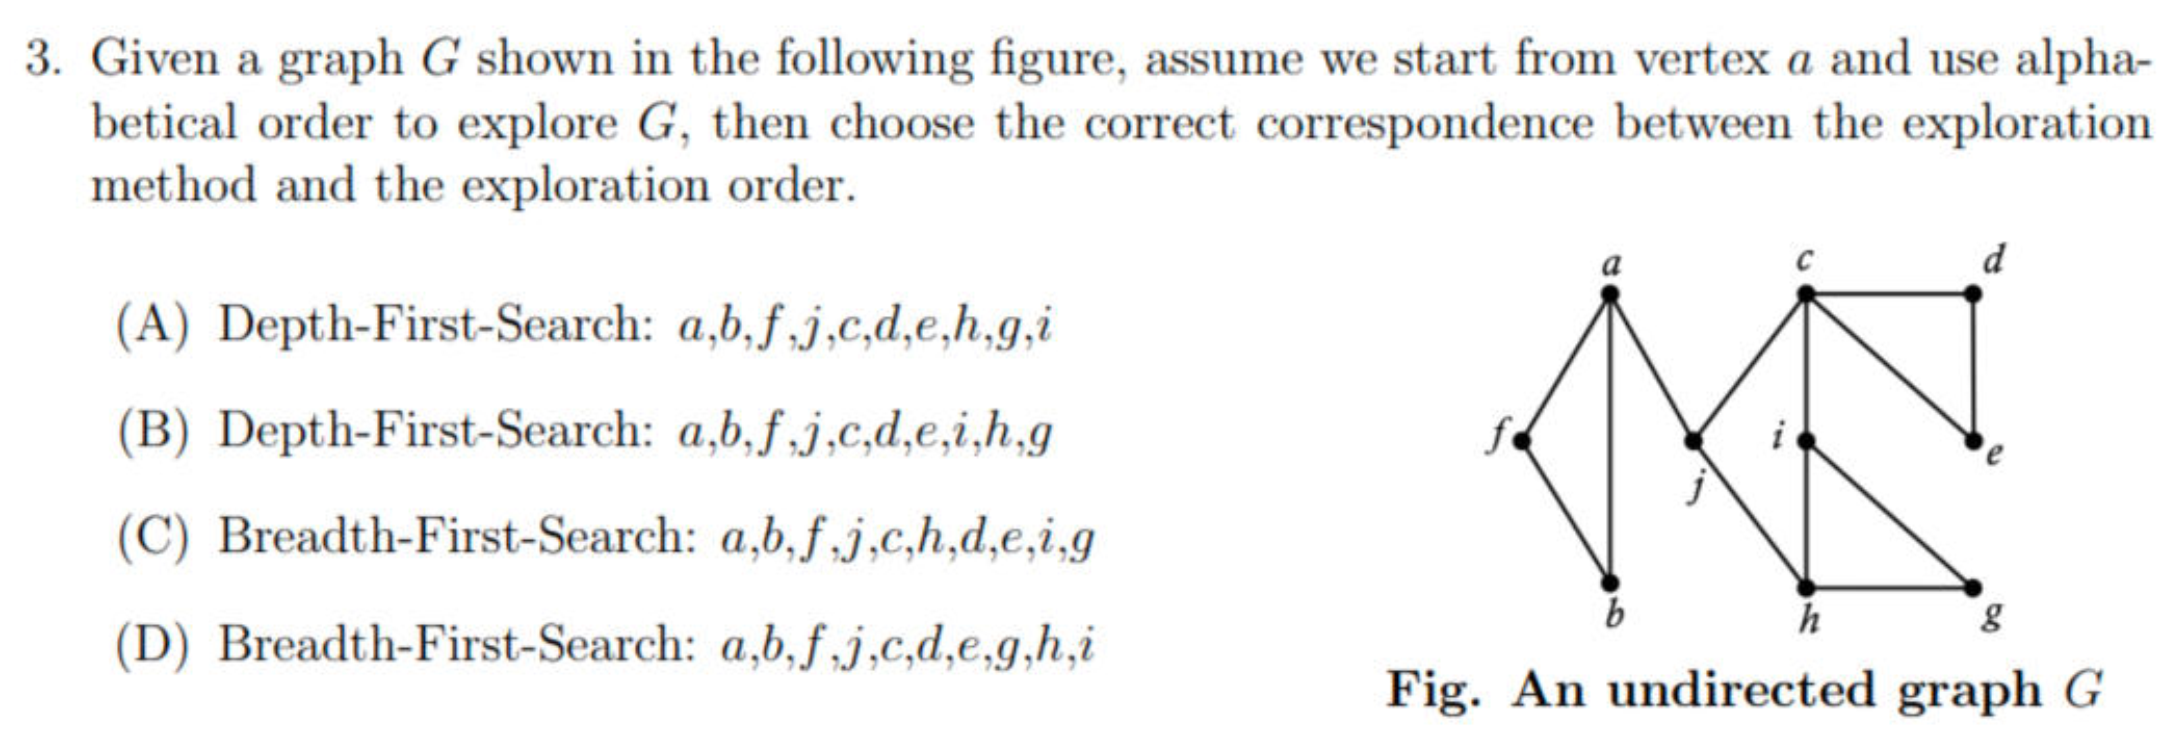 3. Given a graph G shown in the following figure, assume we start from vertex a and use alpha-
betical order to explore G, then choose the correct correspondence between the exploration
method and the exploration order.
(A) Depth-First-Search: a,b,f,j,c,d,e,h,g,i
(B) Depth-First-Search: a,b,f,j,c,d,e,i,h,g
(C) Breadth-First-Search: a,b,f,j,c,h,d,e,i,g
(D) Breadth-First-Search: a,b,f,j,c,d,e,g,h,i
a
c
d
f
j
i
e
b
h
g
Fig. An undirected graph G